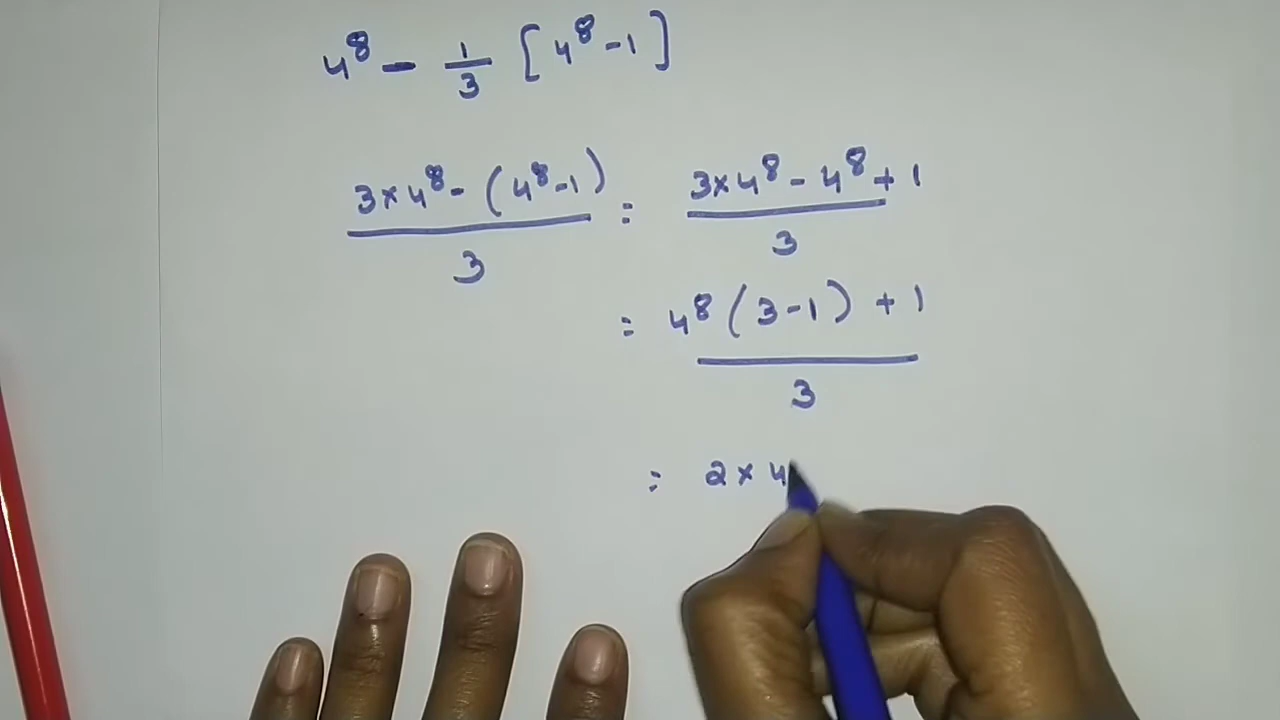 4⁸ - 1/3 [4⁸-1]
3×4⁸-(4⁸-1)/3 = 3×4⁸-4⁸+1/3
= 4⁸(3-1)+1/3
= 2×4